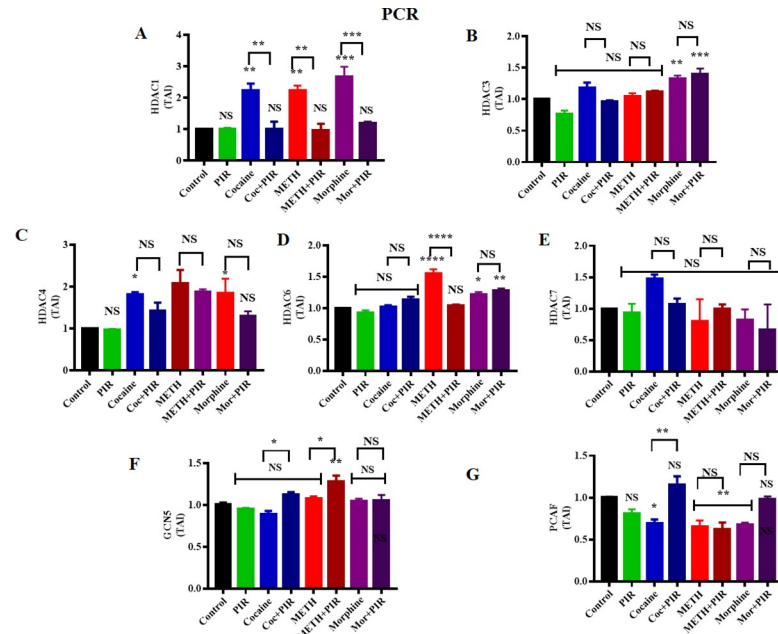 PCR
A
HDAC1
(TAI)
4
3
2
1
0
NS
**
**
NS
**
**
NS
***
***
NS
Control
PIR
Cocaine
Coc+PIR
METH
METH+PIR
Morphine
Mor+PIR
B
HDAC3
(TAI)
2.0
1.5
1.0
0.5
0.0
NS
NS
NS
NS
**
***
Control
PIR
Cocaine
Coc+PIR
METH
METH+PIR
Morphine
Mor+PIR
C
HDAC4
(TAI)
3
2
1
0
NS
*
NS
NS
NS
*
NS
Control
PIR
Cocaine
Coc+PIR
METH
METH+PIR
Morphine
Mor+PIR
D
HDAC6
(TAI)
2.0
1.5
1.0
0.5
0.0
NS
NS
****
****
NS
*
**
Control
PIR
Cocaine
Coc+PIR
METH
METH+PIR
Morphine
Mor+PIR
E
HDAC7
(TAI)
2.0
1.5
1.0
0.5
0.0
NS
NS
NS
NS
Control
PIR
Cocaine
Coc+PIR
METH
METH+PIR
Morphine
Mor+PIR
F
GCN5
(TAI)
1.5
1.0
0.5
0.0
NS
*
*
**
NS
NS
NS
Control
PIR
Cocaine
Coc+PIR
METH
METH+PIR
Morphine
Mor+PIR
G
PCAF
(TAI)
1.5
1.0
0.5
0.0
NS
*
**
NS
NS
**
NS
NS
NS
Control
PIR
Cocaine
Coc+PIR
METH
METH+PIR
Morphine
Mor+PIR